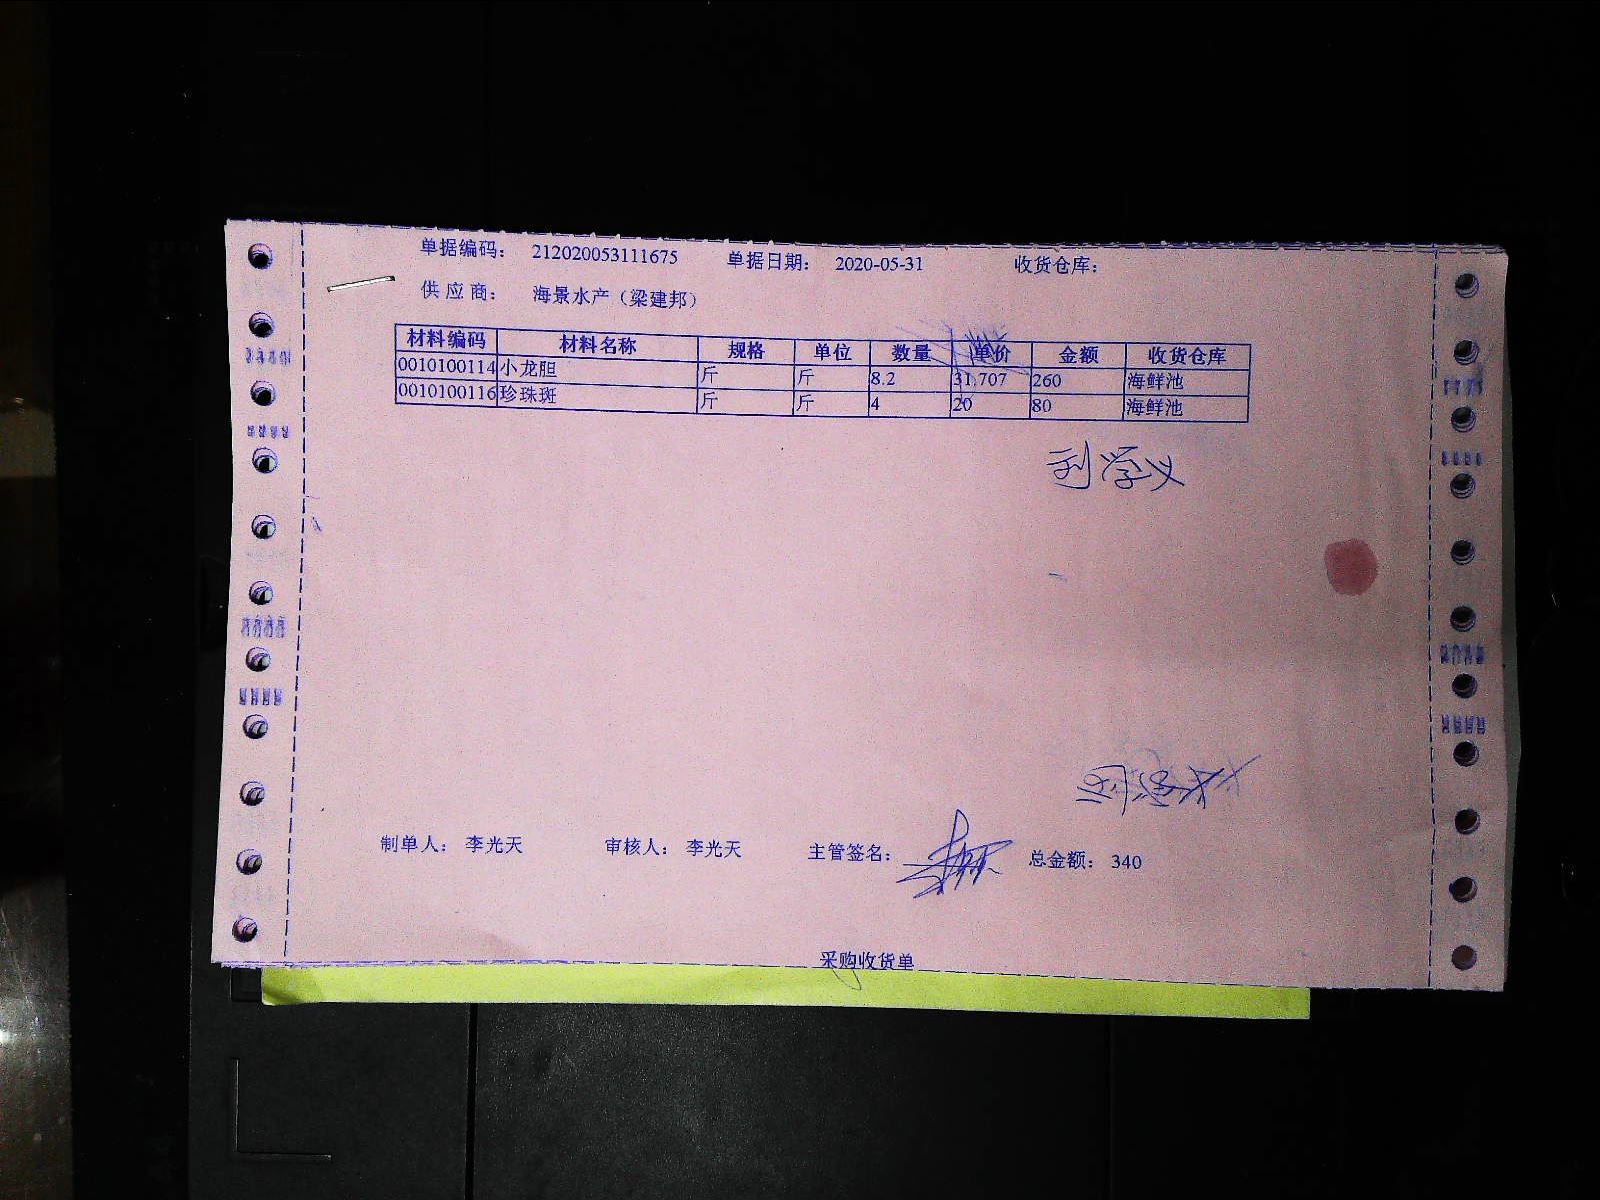 单据编码： 212020053111675 单据日期： 2020-05-31 收货仓库：
供 应 商： 海景水产（梁建邦）
材料编码 材料名称 规格 单位 数量 单价 金额 收货仓库
0010100114 小龙胆 斤 斤 8.2 31.707 260 海鲜池
0010100116 珍珠斑 斤 斤 4 20 80 海鲜池
刘学义
制单人： 李光天 审核人： 李光天 主管签名： 总金额： 340
采购收货单